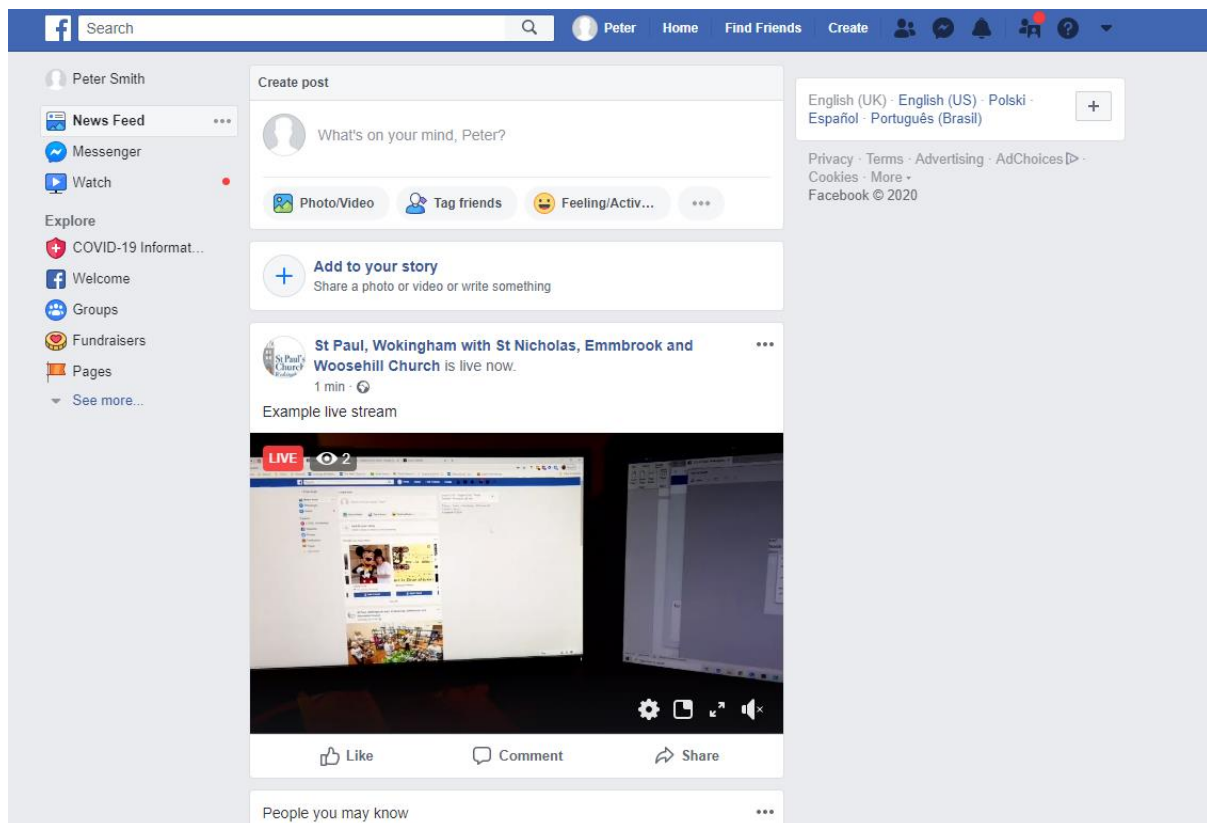 Search
Peter
Home
Find Friends
Create
Peter Smith
News Feed
Messenger
Watch
Explore
COVID-19 Informat...
Welcome
Groups
Fundraisers
Pages
See more...
Create post
What's on your mind, Peter?
Photo/Video
Tag friends
Feeling/Activ...
Add to your story
Share a photo or video or write something
St Paul's
Church
St Paul, Wokingham with St Nicholas, Emmbrook and
Woosehill Church is live now.
1 min ·
Example live stream
LIVE
2
Like
Comment
Share
People you may know
English (UK) · English (US) · Polski ·
Español · Português (Brasil)
Privacy · Terms · Advertising · AdChoices ·
Cookies · More
Facebook © 2020